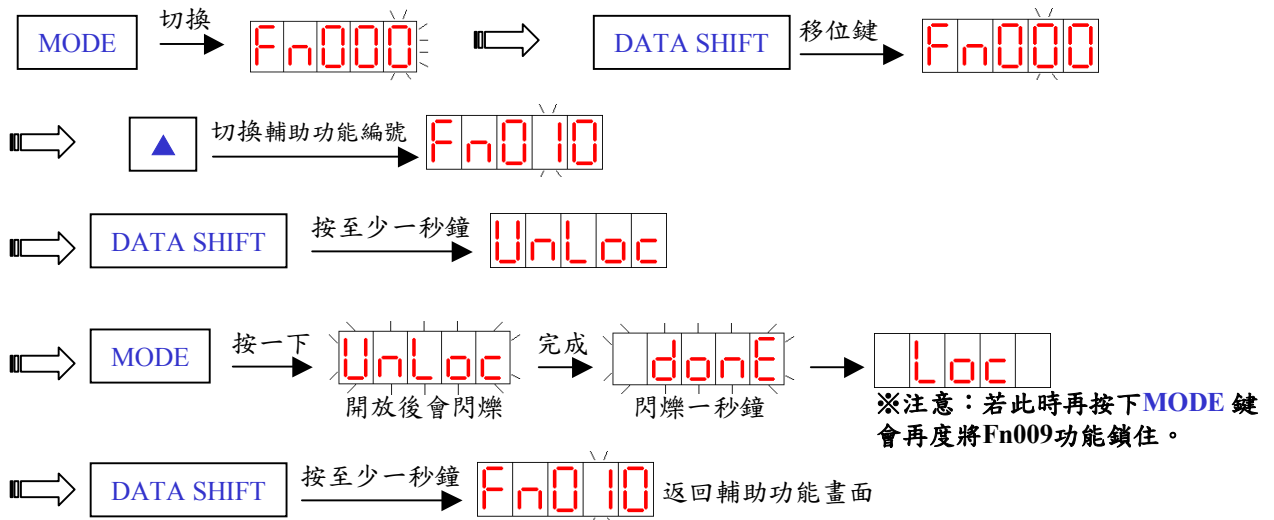 MODE 切換 Fn000 DATA SHIFT 移位鍵 Fn000
▲ 切換輔助功能編號 Fn010
DATA SHIFT 按至少一秒鐘 UnLoc
MODE 按一下 UnLoc 完成 donE Loc
開放後會閃爍 閃爍一秒鐘 ※注意：若此時再按下MODE 鍵
會再度將Fn009功能鎖住。
DATA SHIFT 按至少一秒鐘 Fn010 返回輔助功能畫面